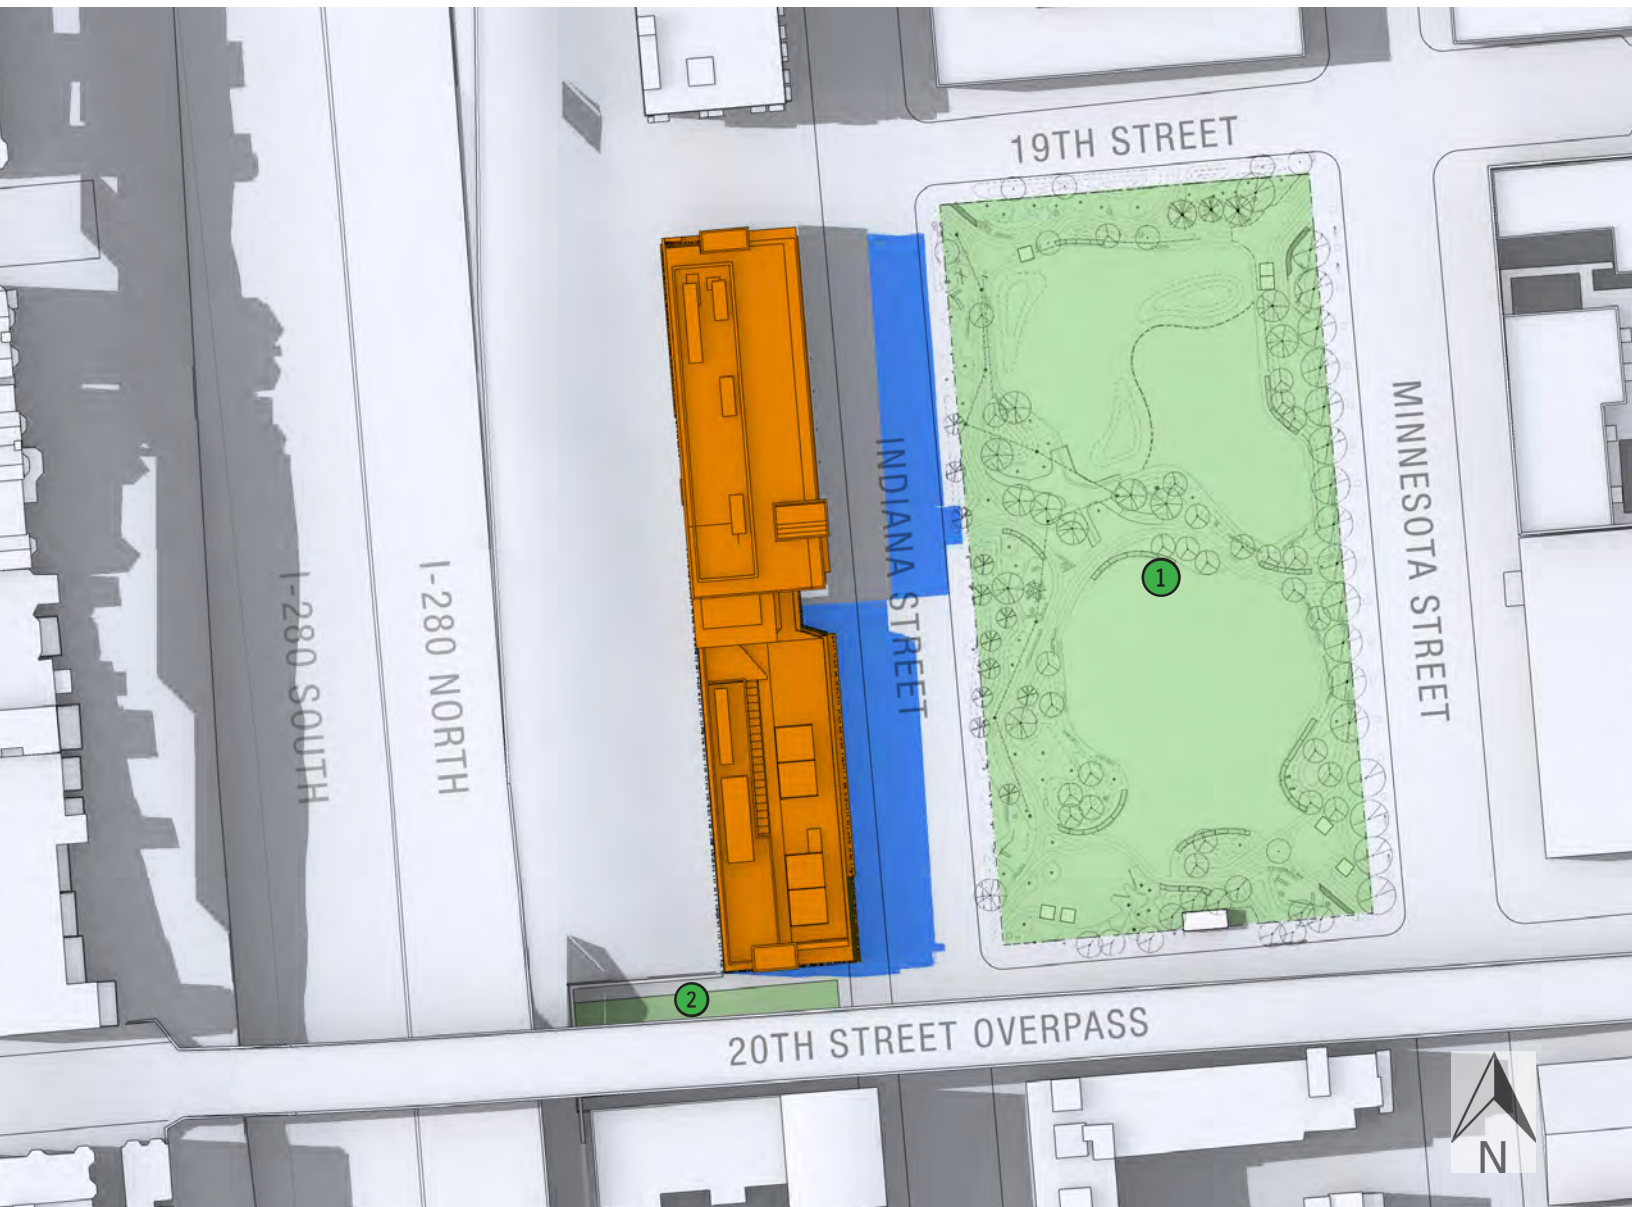 19TH STREET
INDIANA STREET
MINNESOTA STREET
I-280 SOUTH
I-280 NORTH
1
2
20TH STREET OVERPASS
N